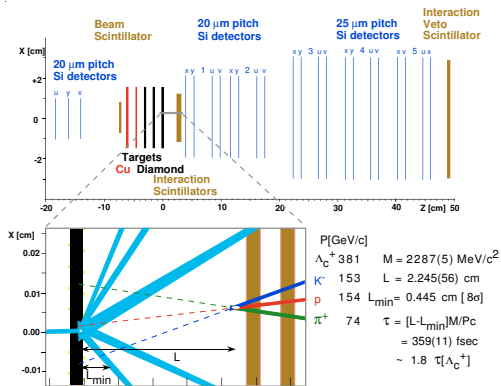 Beam
Scintillator
20 μm pitch
Si detectors
25 μm pitch
Si detectors
Interaction
Veto
Scintillator
X [cm]
20 μm pitch
Si detectors
u y x
x y 1 u v x y 2 u v
x y 3 u v x y 4 u v x y 5 u x
+2
0
-2
Targets
Cu Diamond
Interaction
Scintillators
-20 -10 0 10 20 30 40 Z [cm] 50
X [cm]
0.02
0.01
0.00
-0.01
L
Lmin
P[GeV/c]
Λc+ 381 M = 2287(5) MeV/c2
K- 153 L = 2.245(56) cm
p 154 Lmin= 0.445 cm [8σ]
π+ 74 τ = [L-Lmin]M/Pc
= 359(11) fsec
~ 1.8 τ[Λc+]